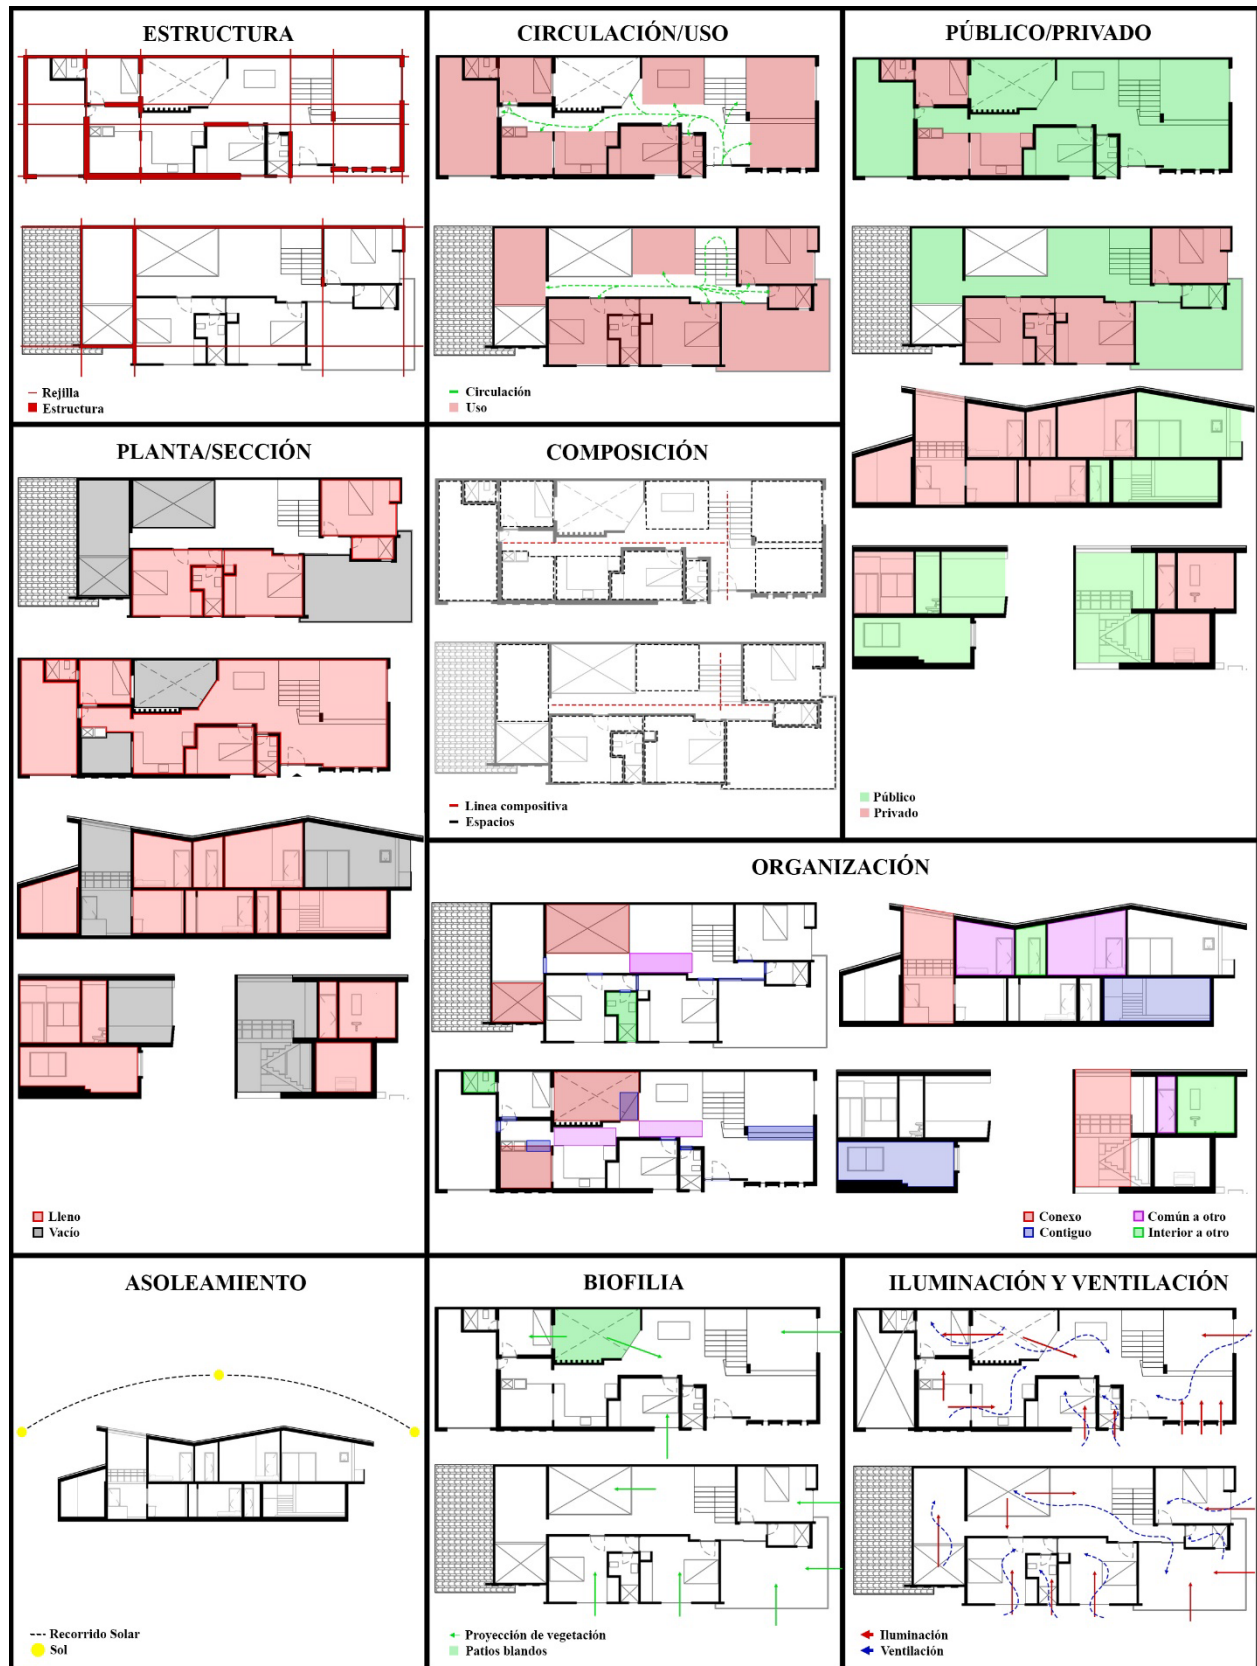 ESTRUCTURA
Rejilla
Estructura
CIRCULACIÓN/USO
Circulación
Uso
PÚBLICO/PRIVADO
Público
Privado
PLANTA/SECCIÓN
Lleno
Vacío
COMPOSICIÓN
Linea compositiva
Espacios
ORGANIZACIÓN
Conexo
Contiguo
Común a otro
Interior a otro
ASOLEAMIENTO
Recorrido Solar
Sol
BIOFILIA
Proyección de vegetación
Patios blandos
ILUMINACIÓN Y VENTILACIÓN
Iluminación
Ventilación